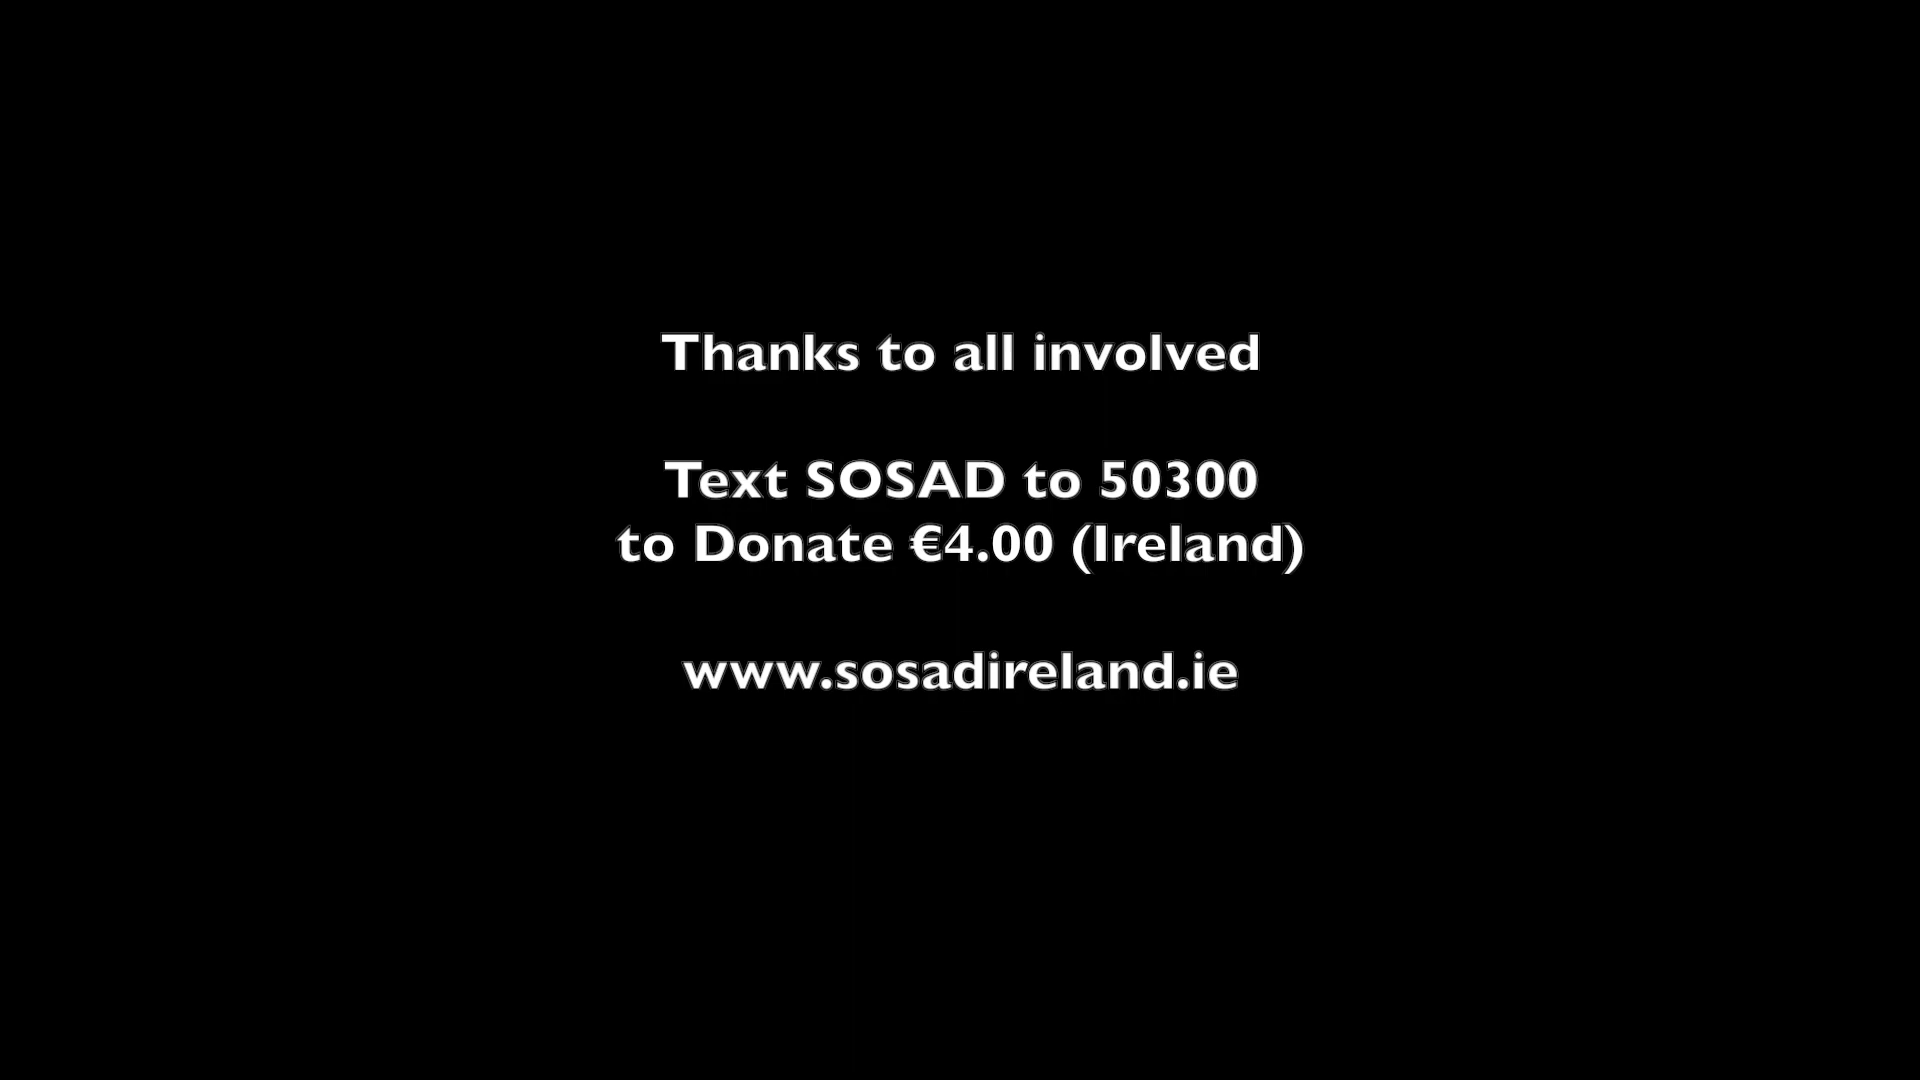 Thanks to all involved
Text SOSAD to 50300
to Donate €4.00 (Ireland)
www.sosadireland.ie